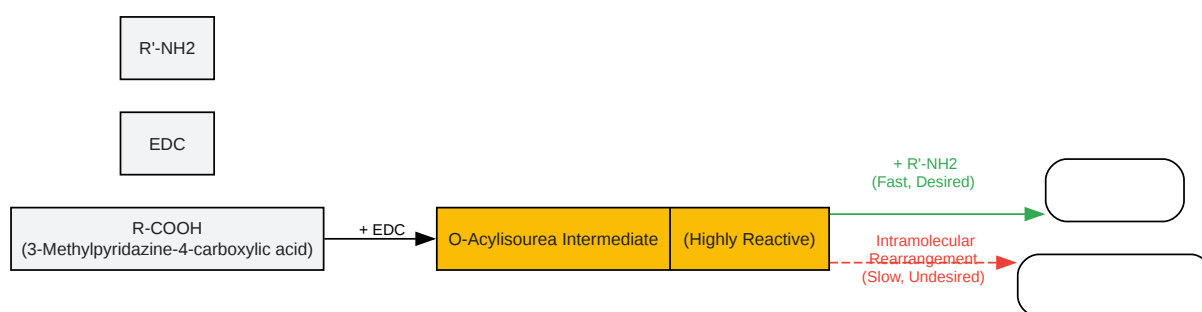 R'-NH2
EDC
R-COOH
(3-Methylpyridazine-4-carboxylic acid)
+ EDC
O-Acylisourea Intermediate
(Highly Reactive)
+ R'-NH2
(Fast, Desired)
Intramolecular
Rearrangement
(Slow, Undesired)